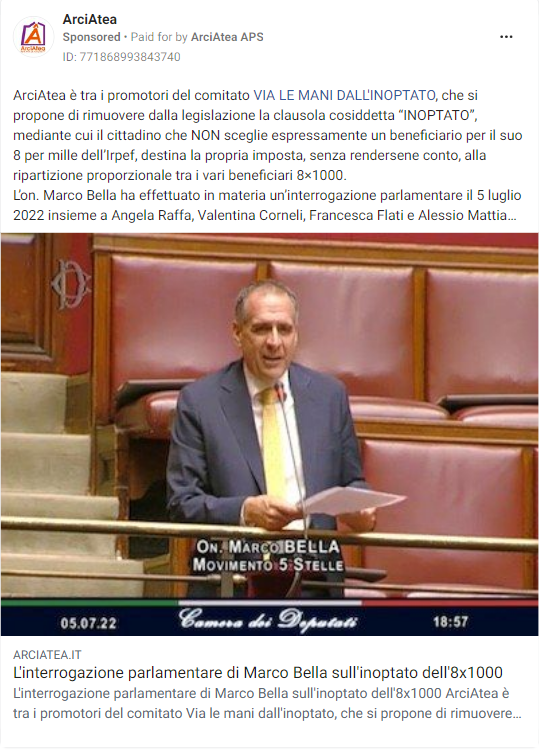 ArciAtea
Sponsored • Paid for by ArciAtea APS
ID: 771868993843740
ArciAtea
ArciAtea è tra i promotori del comitato VIA LE MANI DALL'INOPTATO, che si
propone di rimuovere dalla legislazione la clausola cosiddetta “INOPTATO”,
mediante cui il cittadino che NON sceglie espressamente un beneficiario per il suo
8 per mille dell’Irpef, destina la propria imposta, senza rendersene conto, alla
ripartizione proporzionale tra i vari beneficiari 8×1000.
L’on. Marco Bella ha effettuato in materia un’interrogazione parlamentare il 5 luglio
2022 insieme a Angela Raffa, Valentina Corneli, Francesca Flati e Alessio Mattia...
ON. MARCO BELLA
MOVIMENTO 5 STELLE
05.07.22 Camera dei Deputati 18:57
ARCIATEA.IT
L'interrogazione parlamentare di Marco Bella sull'inoptato dell'8x1000
L'interrogazione parlamentare di Marco Bella sull'inoptato dell'8x1000 ArciAtea è
tra i promotori del comitato Via le mani dall'inoptato, che si propone di rimuovere...